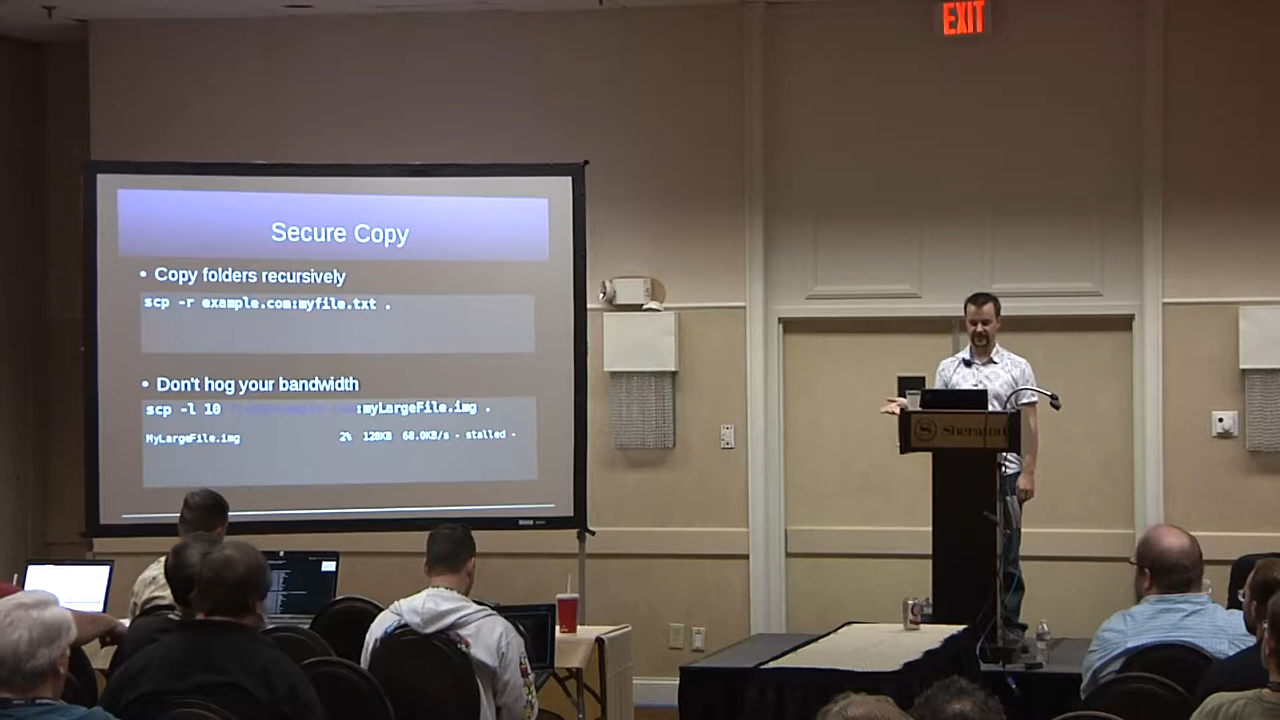 EXIT
Secure Copy
• Copy folders recursively
scp -r example.com:myfile.txt .
• Don't hog your bandwidth
scp -l 10 :myLargeFile.img .
MyLargeFile.img 2% 128KB 68.0KB/s - stalled -
S Sheraton